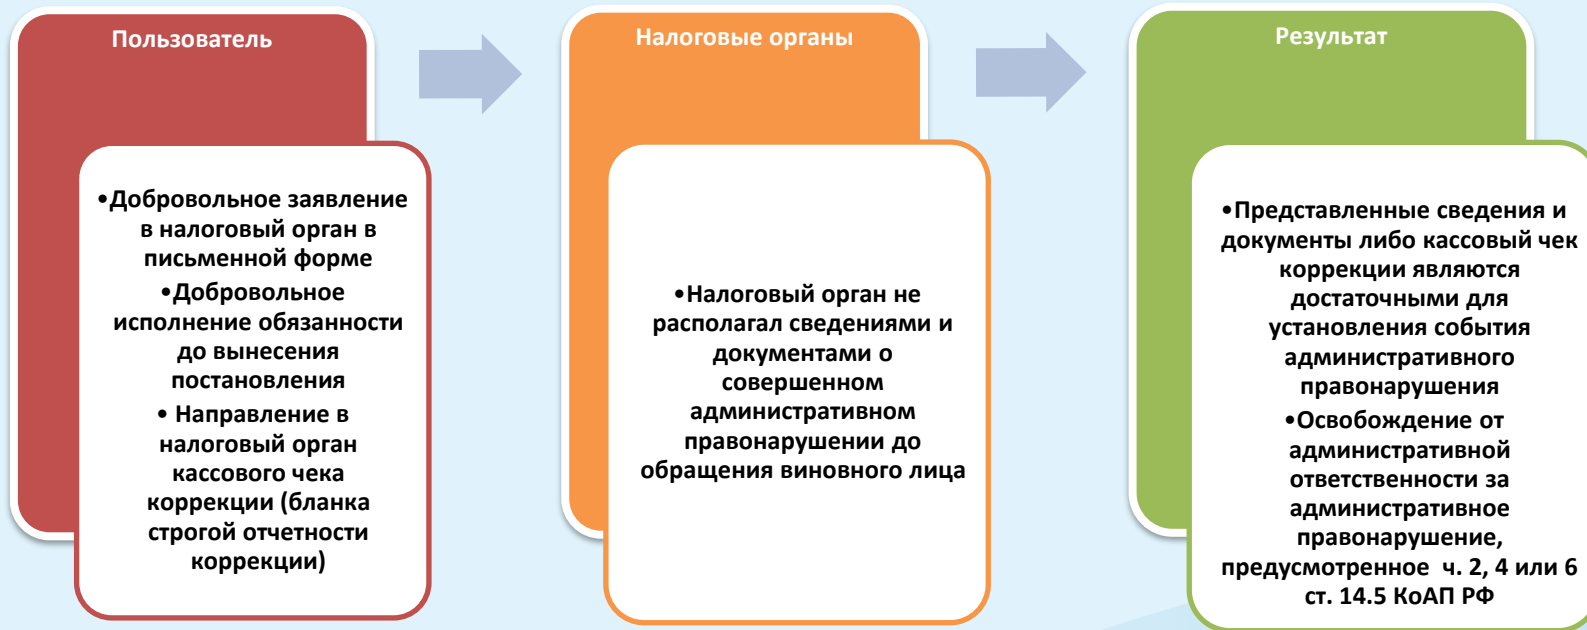 Пользователь
•Добровольное заявление
в налоговый орган в
письменной форме
•Добровольное
исполнение обязанности
до вынесения
постановления
• Направление в
налоговый орган
кассового чека
коррекции (бланка
строгой отчетности
коррекции)
Налоговые органы
•Налоговый орган не
располагал сведениями и
документами о
совершенном
административном
правонарушении до
обращения виновного лица
Результат
•Представленные сведения и
документы либо кассовый чек
коррекции являются
достаточными для
установления события
административного
правонарушения
•Освобождение от
административной
ответственности за
административное
правонарушение,
предусмотренное ч. 2, 4 или 6
ст. 14.5 КоАП РФ